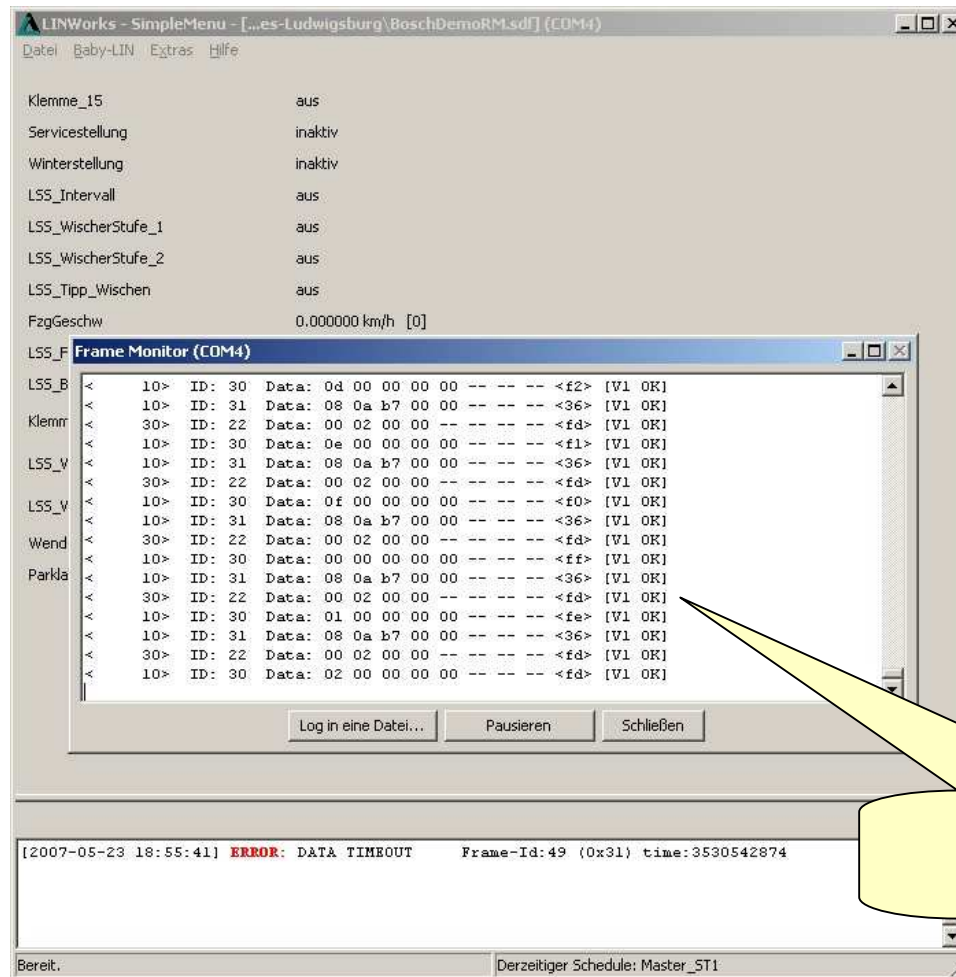 LINWorks - SimpleMenu - [...es-Ludwigsburg\BoschDemoRM.sdf] (COM4)
Datei Baby-LIN Extras Hilfe
Klemme_15 aus
Servicestellung inaktiv
Winterstellung inaktiv
LSS_Intervall aus
LSS_WischerStufe_1 aus
LSS_WischerStufe_2 aus
LSS_Tipp_Wischen aus
FzgGeschw 0.000000 km/h [0]
LSS_F
LSS_B
Klemm
LSS_V
LSS_V
Wend
Parkla
Frame Monitor (COM4)
< 10> ID: 30 Data: 0d 00 00 00 00 -- -- -- <f2> [V1 OK]
< 10> ID: 31 Data: 08 0a b7 00 00 -- -- -- <36> [V1 OK]
< 30> ID: 22 Data: 00 02 00 00 -- -- -- -- <fd> [V1 OK]
< 10> ID: 30 Data: 0e 00 00 00 00 -- -- -- <f1> [V1 OK]
< 10> ID: 31 Data: 08 0a b7 00 00 -- -- -- <36> [V1 OK]
< 30> ID: 22 Data: 00 02 00 00 -- -- -- -- <fd> [V1 OK]
< 10> ID: 30 Data: 0f 00 00 00 00 -- -- -- <f0> [V1 OK]
< 10> ID: 31 Data: 08 0a b7 00 00 -- -- -- <36> [V1 OK]
< 30> ID: 22 Data: 00 02 00 00 -- -- -- -- <fd> [V1 OK]
< 10> ID: 30 Data: 00 00 00 00 00 -- -- -- <ff> [V1 OK]
< 10> ID: 31 Data: 08 0a b7 00 00 -- -- -- <36> [V1 OK]
< 30> ID: 22 Data: 00 02 00 00 -- -- -- -- <fd> [V1 OK]
< 10> ID: 30 Data: 01 00 00 00 00 -- -- -- <fe> [V1 OK]
< 10> ID: 31 Data: 08 0a b7 00 00 -- -- -- <36> [V1 OK]
< 30> ID: 22 Data: 00 02 00 00 -- -- -- -- <fd> [V1 OK]
< 10> ID: 30 Data: 02 00 00 00 00 -- -- -- <fd> [V1 OK]
Log in eine Datei... Pausieren Schließen
[2007-05-23 18:55:41] ERROR: DATA TIMEOUT Frame-Id:49 (0x31) time:3530542874
Bereit. Derzeitiger Schedule: Master_ST1